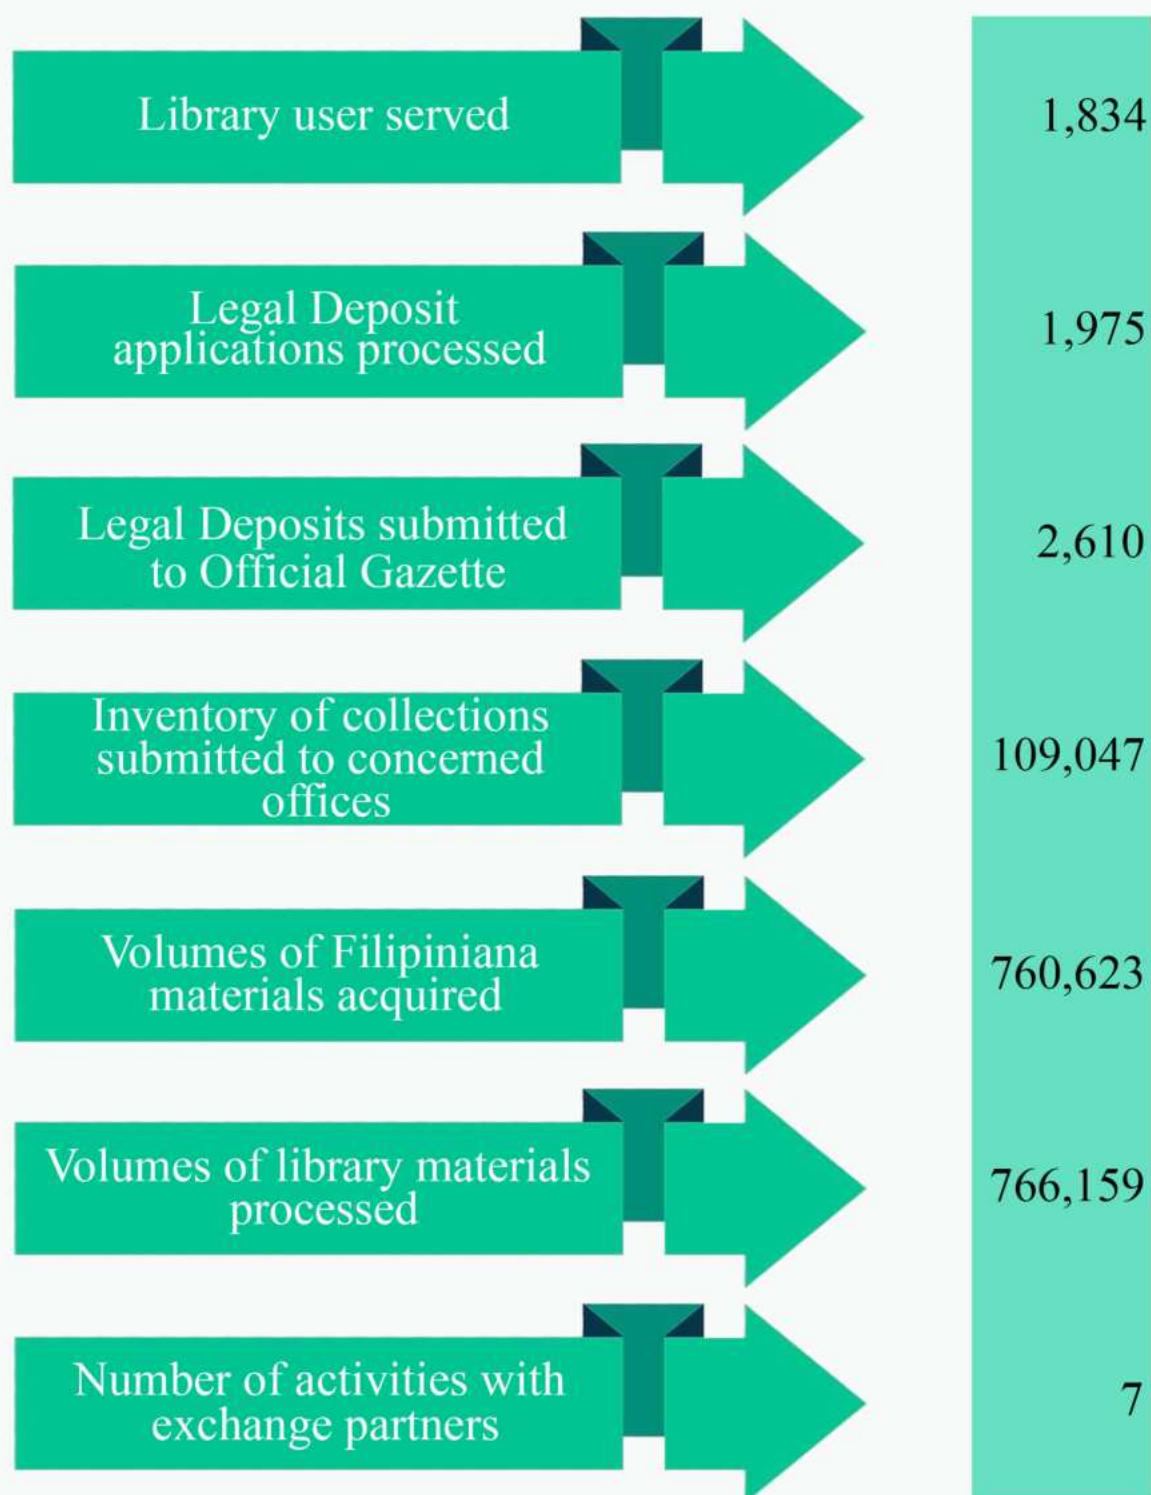 Library user served
1,834
Legal Deposit
applications processed
1,975
Legal Deposits submitted
to Official Gazette
2,610
Inventory of collections
submitted to concerned
offices
109,047
Volumes of Filipiniana
materials acquired
760,623
Volumes of library materials
processed
766,159
Number of activities with
exchange partners
7